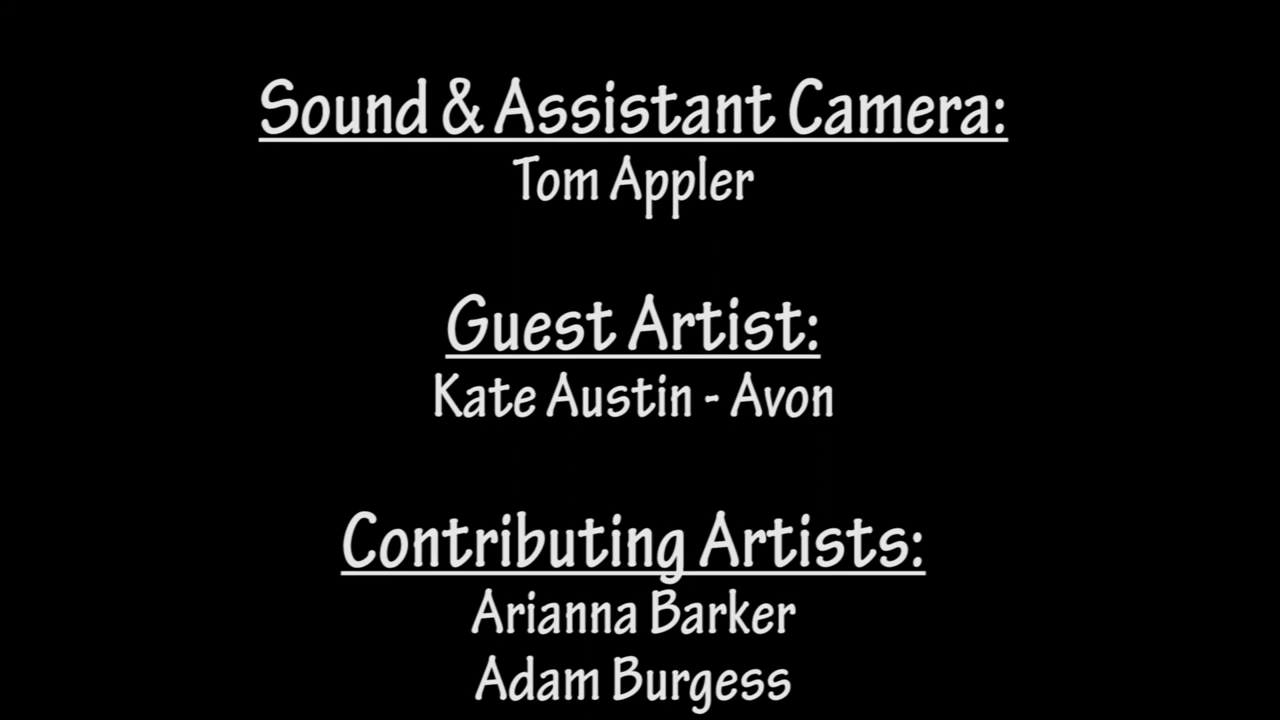 Sound & Assistant Camera:
Tom Appler
Guest Artist:
Kate Austin - Avon
Contributing Artists:
Arianna Barker
Adam Burgess